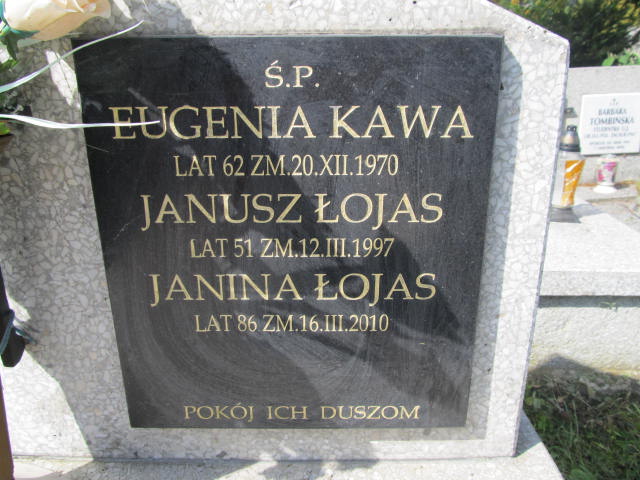 Ś.P.
EUGENIA KAWA
LAT 62 ZM.20.XII.1970
JANUSZ ŁOJAS
LAT 51 ZM.12.III.1997
JANINA ŁOJAS
LAT 86 ZM.16.III.2010
POKÓJ ICH DUSZOM
BARBARA
TOMBIŃSKA